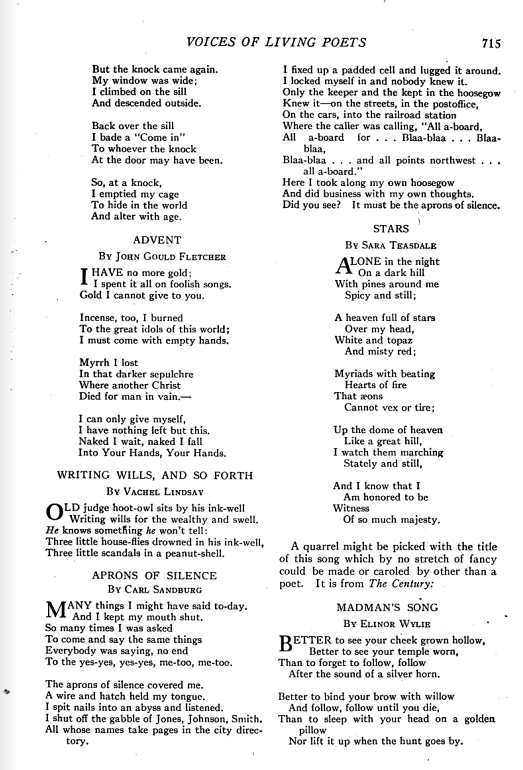 VOICES OF LIVING POETS
715
But the knock came again.
My window was wide;
I climbed on the sill
And descended outside.
Back over the sill
I bade a "Come in"
To whoever the knock
At the door may have been.
So, at a knock,
I emptied my cage
To hide in the world
And alter with age.
ADVENT
BY JOHN GOULD FLETCHER
I HAVE no more gold;
I spent it all on foolish songs.
Gold I cannot give to you.
Incense, too, I burned
To the great idols of this world;
I must come with empty hands.
Myrrh I lost
In that darker sepulchre
Where another Christ
Died for man in vain.—
I can only give myself,
I have nothing left but this.
Naked I wait, naked I fall
Into Your Hands, Your Hands.
WRITING WILLS, AND SO FORTH
BY VACHEL LINDSAY
OLD judge hoot-owl sits by his ink-well
Writing wills for the wealthy and swell.
He knows something he won't tell:
Three little house-flies drowned in his ink-well,
Three little scandals in a peanut-shell.
APRONS OF SILENCE
BY CARL SANDBURG
MANY things I might have said to-day.
And I kept my mouth shut.
So many times I was asked
To come and say the same things
Everybody was saying, no end
To the yes-yes, yes-yes, me-too, me-too.
The aprons of silence covered me.
A wire and hatch held my tongue.
I spit nails into an abyss and listened.
I shut off the gabble of Jones, Johnson, Smith.
All whose names take pages in the city direc-
tory.
I fixed up a padded cell and lugged it around.
I locked myself in and nobody knew it.
Only the keeper and the kept in the hoosegow
Knew it—on the streets, in the postoffice,
On the cars, into the railroad station
Where the caller was calling, "All a-board,
All a-board for . . . Blaa-blaa . . . Blaa-
blaa,
Blaa-blaa . . . and all points northwest . . .
all a-board."
Here I took along my own hoosegow
And did business with my own thoughts.
Did you see? It must be the aprons of silence.
STARS
BY SARA TEASDALE
ALONE in the night
On a dark hill
With pines around me
Spicy and still;
A heaven full of stars
Over my head,
White and topaz
And misty red;
Myriads with beating
Hearts of fire
That æons
Cannot vex or tire;
Up the dome of heaven
Like a great hill,
I watch them marching
Stately and still,
And I know that I
Am honored to be
Witness
Of so much majesty.
A quarrel might be picked with the title
of this song which by no stretch of fancy
could be made or caroled by other than a
poet. It is from The Century:
MADMAN'S SONG
BY ELINOR WYLIE
BETTER to see your cheek grown hollow,
Better to see your temple worn,
Than to forget to follow, follow
After the sound of a silver horn.
Better to bind your brow with willow
And follow, follow until you die,
Than to sleep with your head on a golden
pillow
Nor lift it up when the hunt goes by.